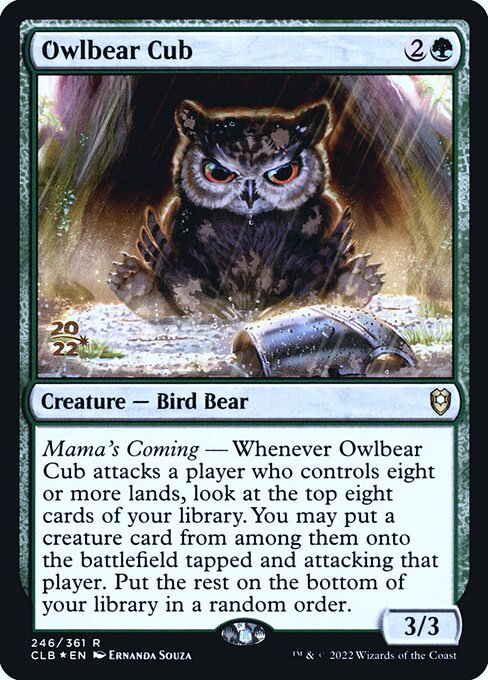 Owlbear Cub 2
20
22
Creature — Bird Bear
Mama's Coming — Whenever Owlbear
Cub attacks a player who controls eight
or more lands, look at the top eight
cards of your library. You may put a
creature card from among them onto
the battlefield tapped and attacking that
player. Put the rest on the bottom of
your library in a random order.
3/3
246/361 R
CLB ★ EN Ernanda Souza
™ & © 2022 Wizards of the Coast